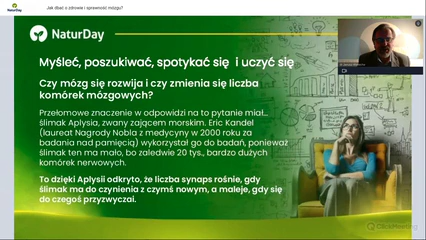 Jak dbać o zdrowie i sprawność mózgu?
NaturDay
NaturDay
Myśleć, poszukiwać, spotykać się i uczyć się
Czy mózg się rozwija i czy zmienia się liczba
komórek mózgowych?
Przełomowe znaczenie w odpowiedzi na to pytanie miał...
ślimak Aplysia, zwany zającem morskim. Eric Kandel
(laureat Nagrody Nobla z medycyny w 2000 roku za
badania nad pamięcią) wykorzystał go do badań, ponieważ
ślimak ten ma mało, bo zaledwie 20 tys., bardzo dużych
komórek nerwowych.
To dzięki Aplysii odkryto, że liczba synaps rośnie, gdy
ślimak ma do czynienia z czymś nowym, a maleje, gdy się
do czegoś przyzwyczai.
ClickMeeting